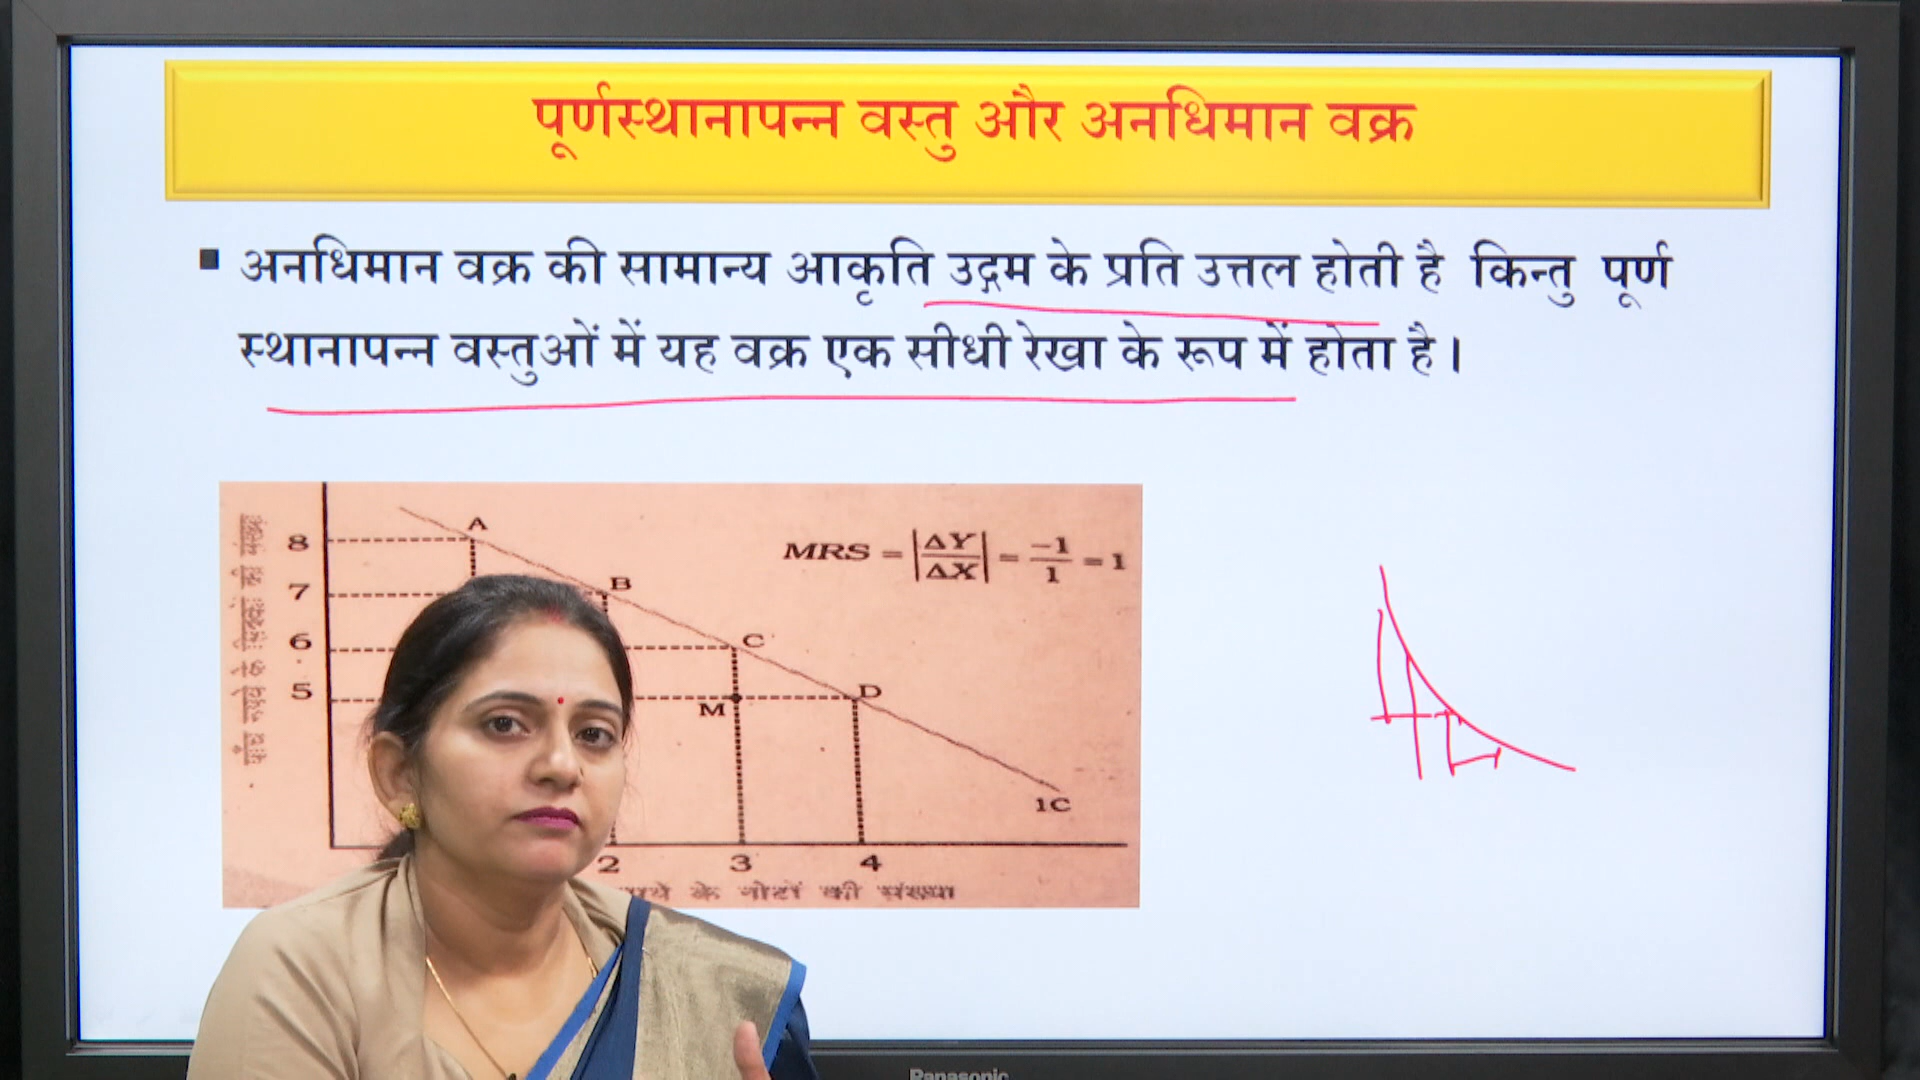 पूर्णस्थानापन्न वस्तु और अनधिमान वक्र
▪ अनधिमान वक्र की सामान्य आकृति उद्गम के प्रति उत्तल होती है किन्तु पूर्ण
स्थानापन्न वस्तुओं में यह वक्र एक सीधी रेखा के रूप में होता है।
MRS = |ΔY/ΔX| = -1/1 = 1
8
7
6
5
A
B
C
D
M
IC
2 3 4
के नोटों की संख्या
Panasonic